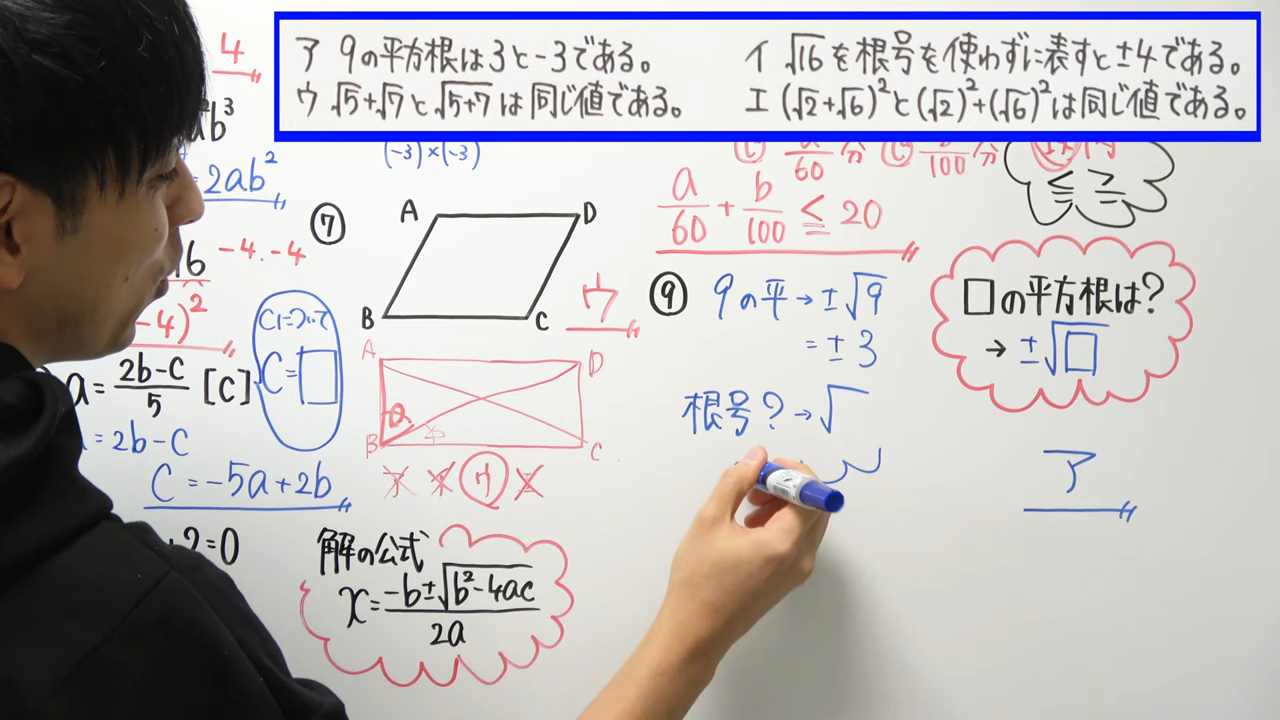 ア 9の平方根は3と-3である。
イ √16を根号を使わずに表すと±4である。
ウ √5+√7と√(5+7)は同じ値である。
エ (√2+√6)²と(√2)²+(√6)²は同じ値である。
4
b³
=2ab²
(-3)×(-3)
16
-4.-4
-4)²
a=(2b-c)/5 [c]
=2b-c
c=-5a+2b
cについて
c=□
2=0
⑦
A
D
B
C
ウ
A
D
B
C
ウ
解の公式
x=(-b±√(b²-4ac))/2a
60分
100分
≦ ≧
a/60+b/100≦20
⑨
9の平→±√9
=±3
根号?→√
□の平方根は?
→±√□
ア